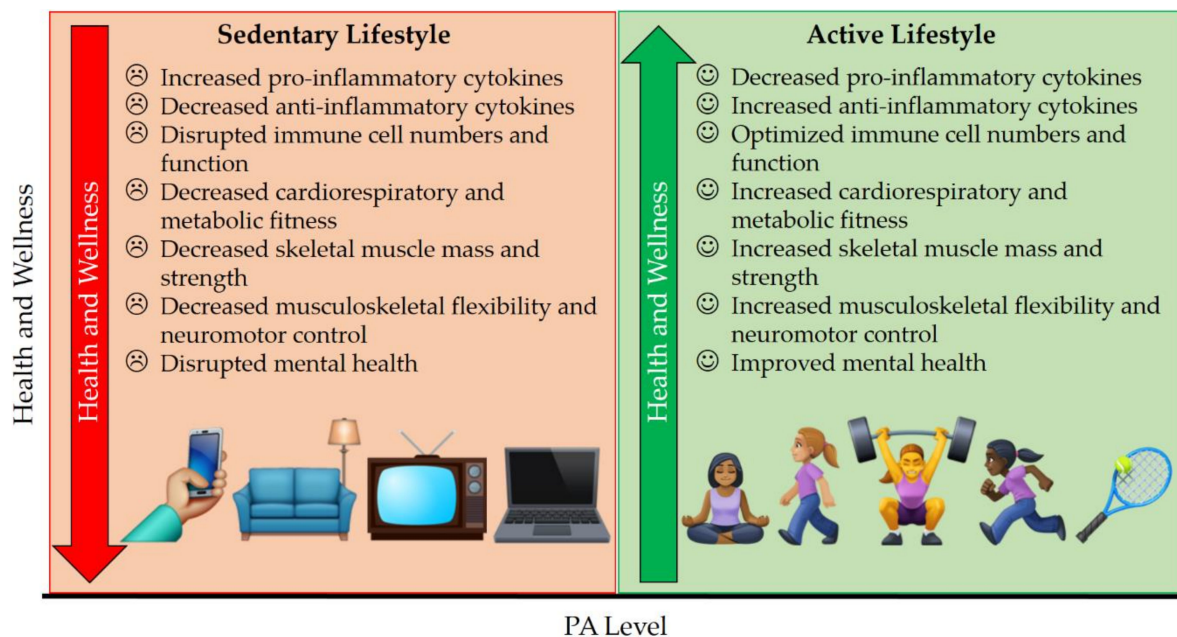 Health and Wellness
Sedentary Lifestyle
Health and Wellness
Increased pro-inflammatory cytokines
Decreased anti-inflammatory cytokines
Disrupted immune cell numbers and
function
Decreased cardiorespiratory and
metabolic fitness
Decreased skeletal muscle mass and
strength
Decreased musculoskeletal flexibility and
neuromotor control
Disrupted mental health
Active Lifestyle
Health and Wellness
Decreased pro-inflammatory cytokines
Increased anti-inflammatory cytokines
Optimized immune cell numbers and
function
Increased cardiorespiratory and
metabolic fitness
Increased skeletal muscle mass and
strength
Increased musculoskeletal flexibility and
neuromotor control
Improved mental health
PA Level